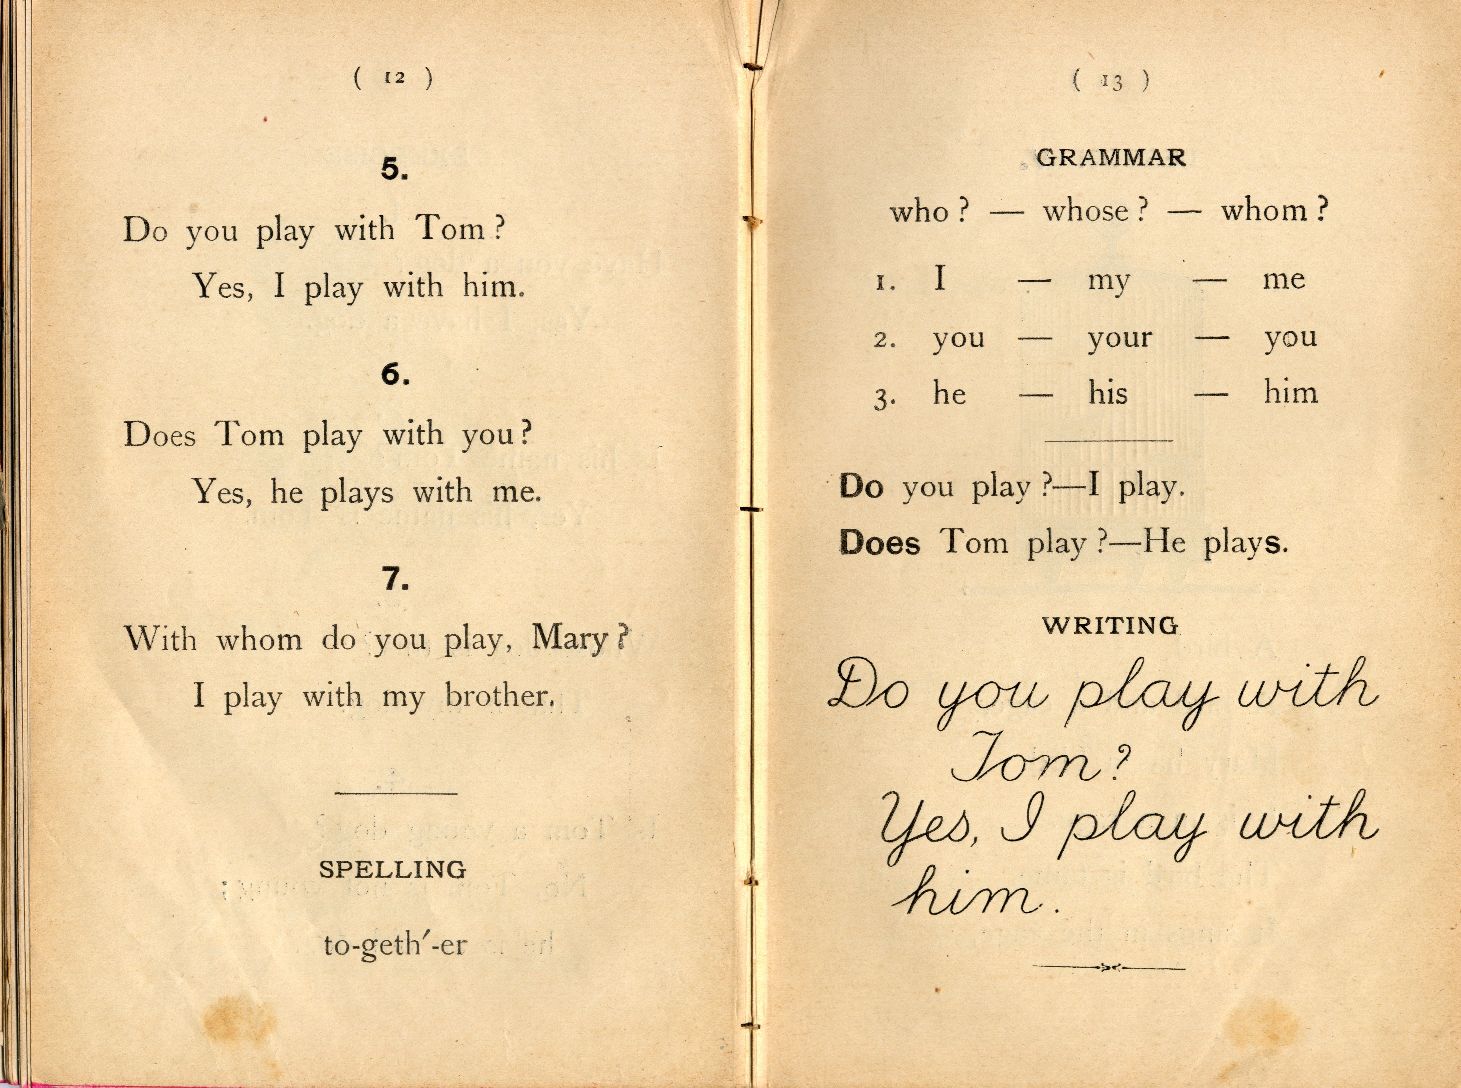 ( 12 )
5.
Do you play with Tom ?
Yes, I play with him.
6.
Does Tom play with you ?
Yes, he plays with me.
7.
With whom do you play, Mary ?
I play with my brother.
SPELLING
to-geth′-er
( 13 )
GRAMMAR
who ? — whose ? — whom ?
1. I — my — me
2. you — your — you
3. he — his — him
Do you play ?—I play.
Does Tom play ?—He plays.
WRITING
Do you play with
Tom?
Yes, I play with
him.